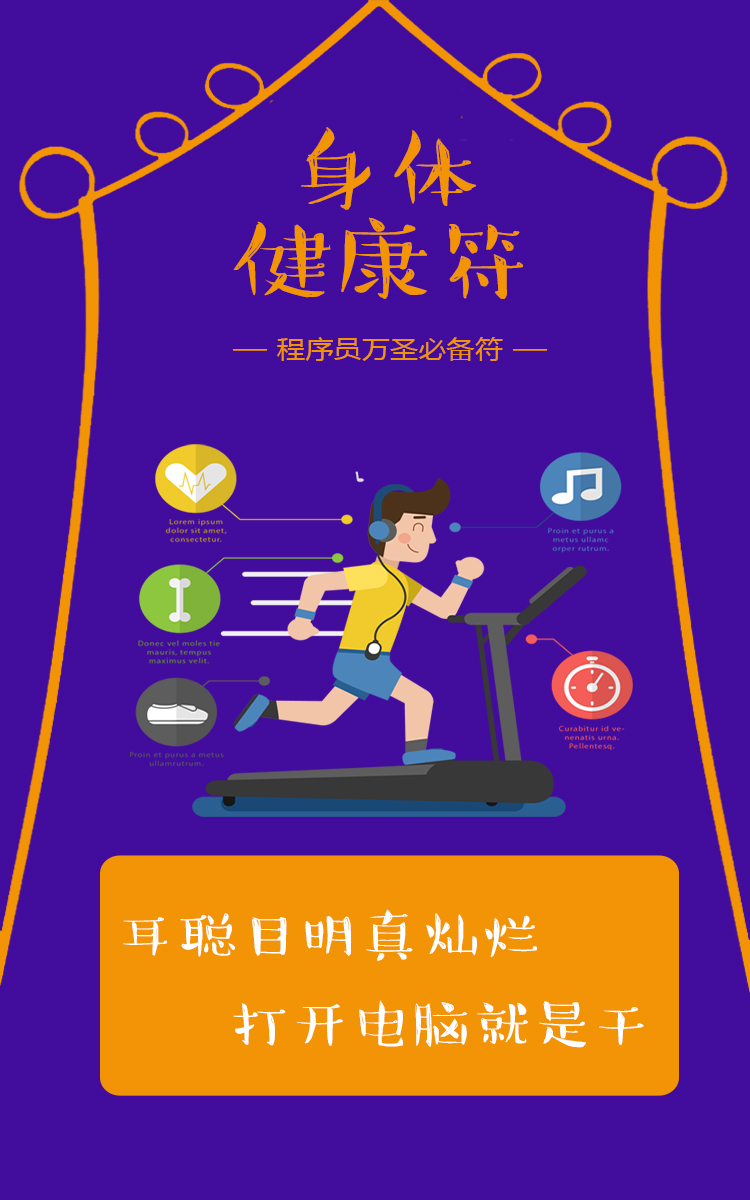 身体
健康符
程序员万圣必备符
Lorem ipsum
dolor sit amet,
consectetur.
Proin et purus a
metus ullamc
orper rutrum.
Donec vel moles tie
mauris, tempus
maximus velit.
Curabitur id ve-
nenatis urna.
Pellentesq.
Proin et purus a metus
ullamrutrum.
耳聪目明真灿烂
打开电脑就是干